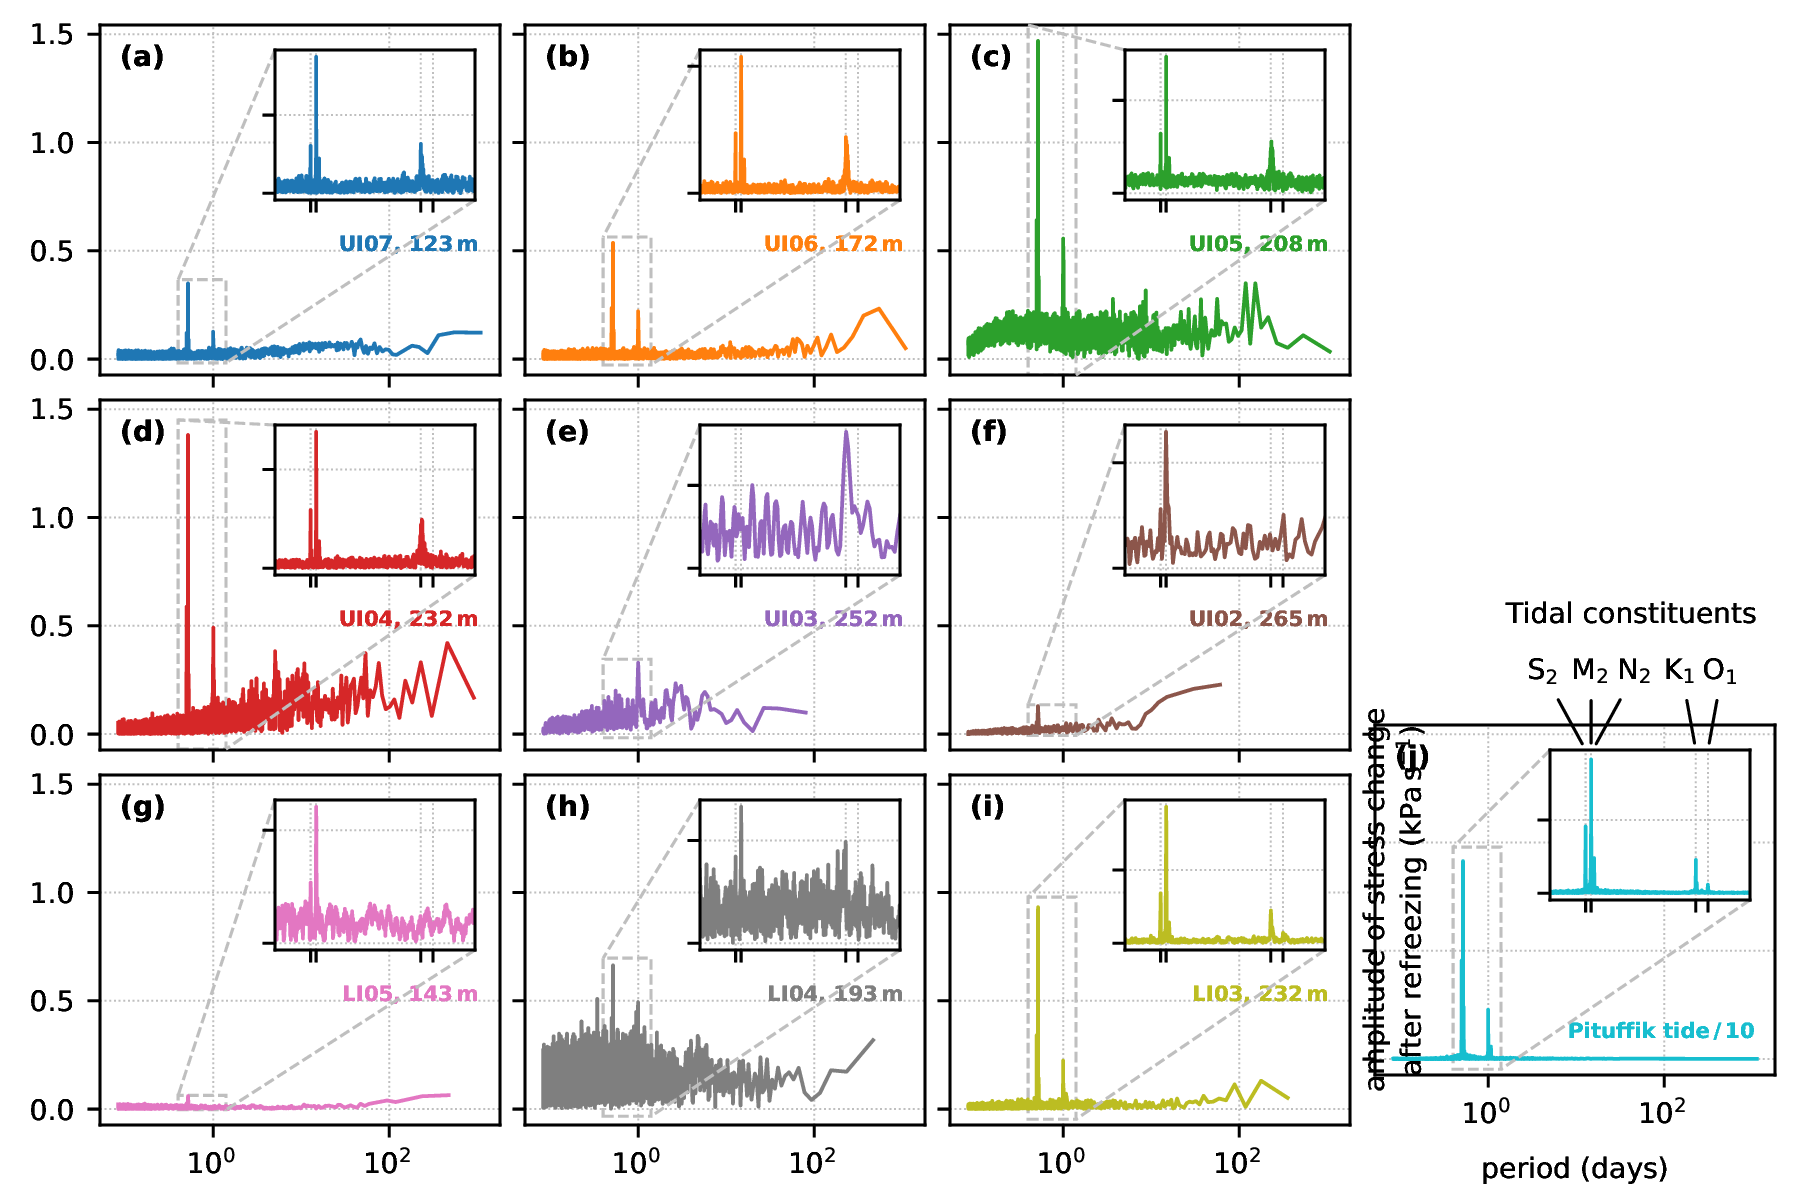 1.5
1.0
0.5
0.0
(a)
UI07, 123 m
(b)
UI06, 172 m
(c)
UI05, 208 m
1.5
1.0
0.5
0.0
(d)
UI04, 232 m
(e)
UI03, 252 m
(f)
UI02, 265 m
1.5
1.0
0.5
0.0
(g)
LI05, 143 m
10⁰ 10²
(h)
LI04, 193 m
10⁰ 10²
(i)
LI03, 232 m
10⁰ 10²
Tidal constituents
S₂ M₂ N₂ K₁ O₁
amplitude of stress change
after refreezing (kPa s⁻¹)
(j)
Pituffik tide / 10
10⁰ 10²
period (days)